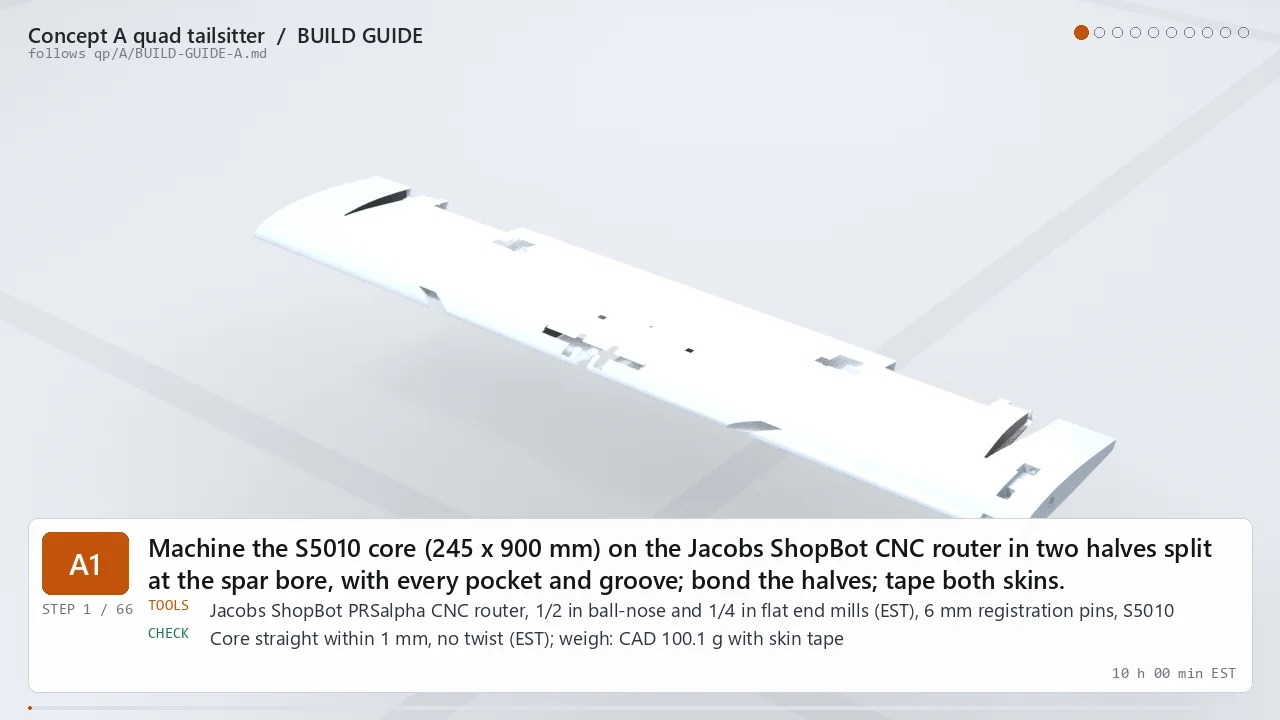 Concept A quad tailsitter / BUILD GUIDE
follows qp/A/BUILD-GUIDE-A.md
A1
Machine the S5010 core (245 x 900 mm) on the Jacobs ShopBot CNC router in two halves split
at the spar bore, with every pocket and groove; bond the halves; tape both skins.
STEP 1 / 66
TOOLS Jacobs ShopBot PRSalpha CNC router, 1/2 in ball-nose and 1/4 in flat end mills (EST), 6 mm registration pins, S5010
CHECK Core straight within 1 mm, no twist (EST); weigh: CAD 100.1 g with skin tape
10 h 00 min EST